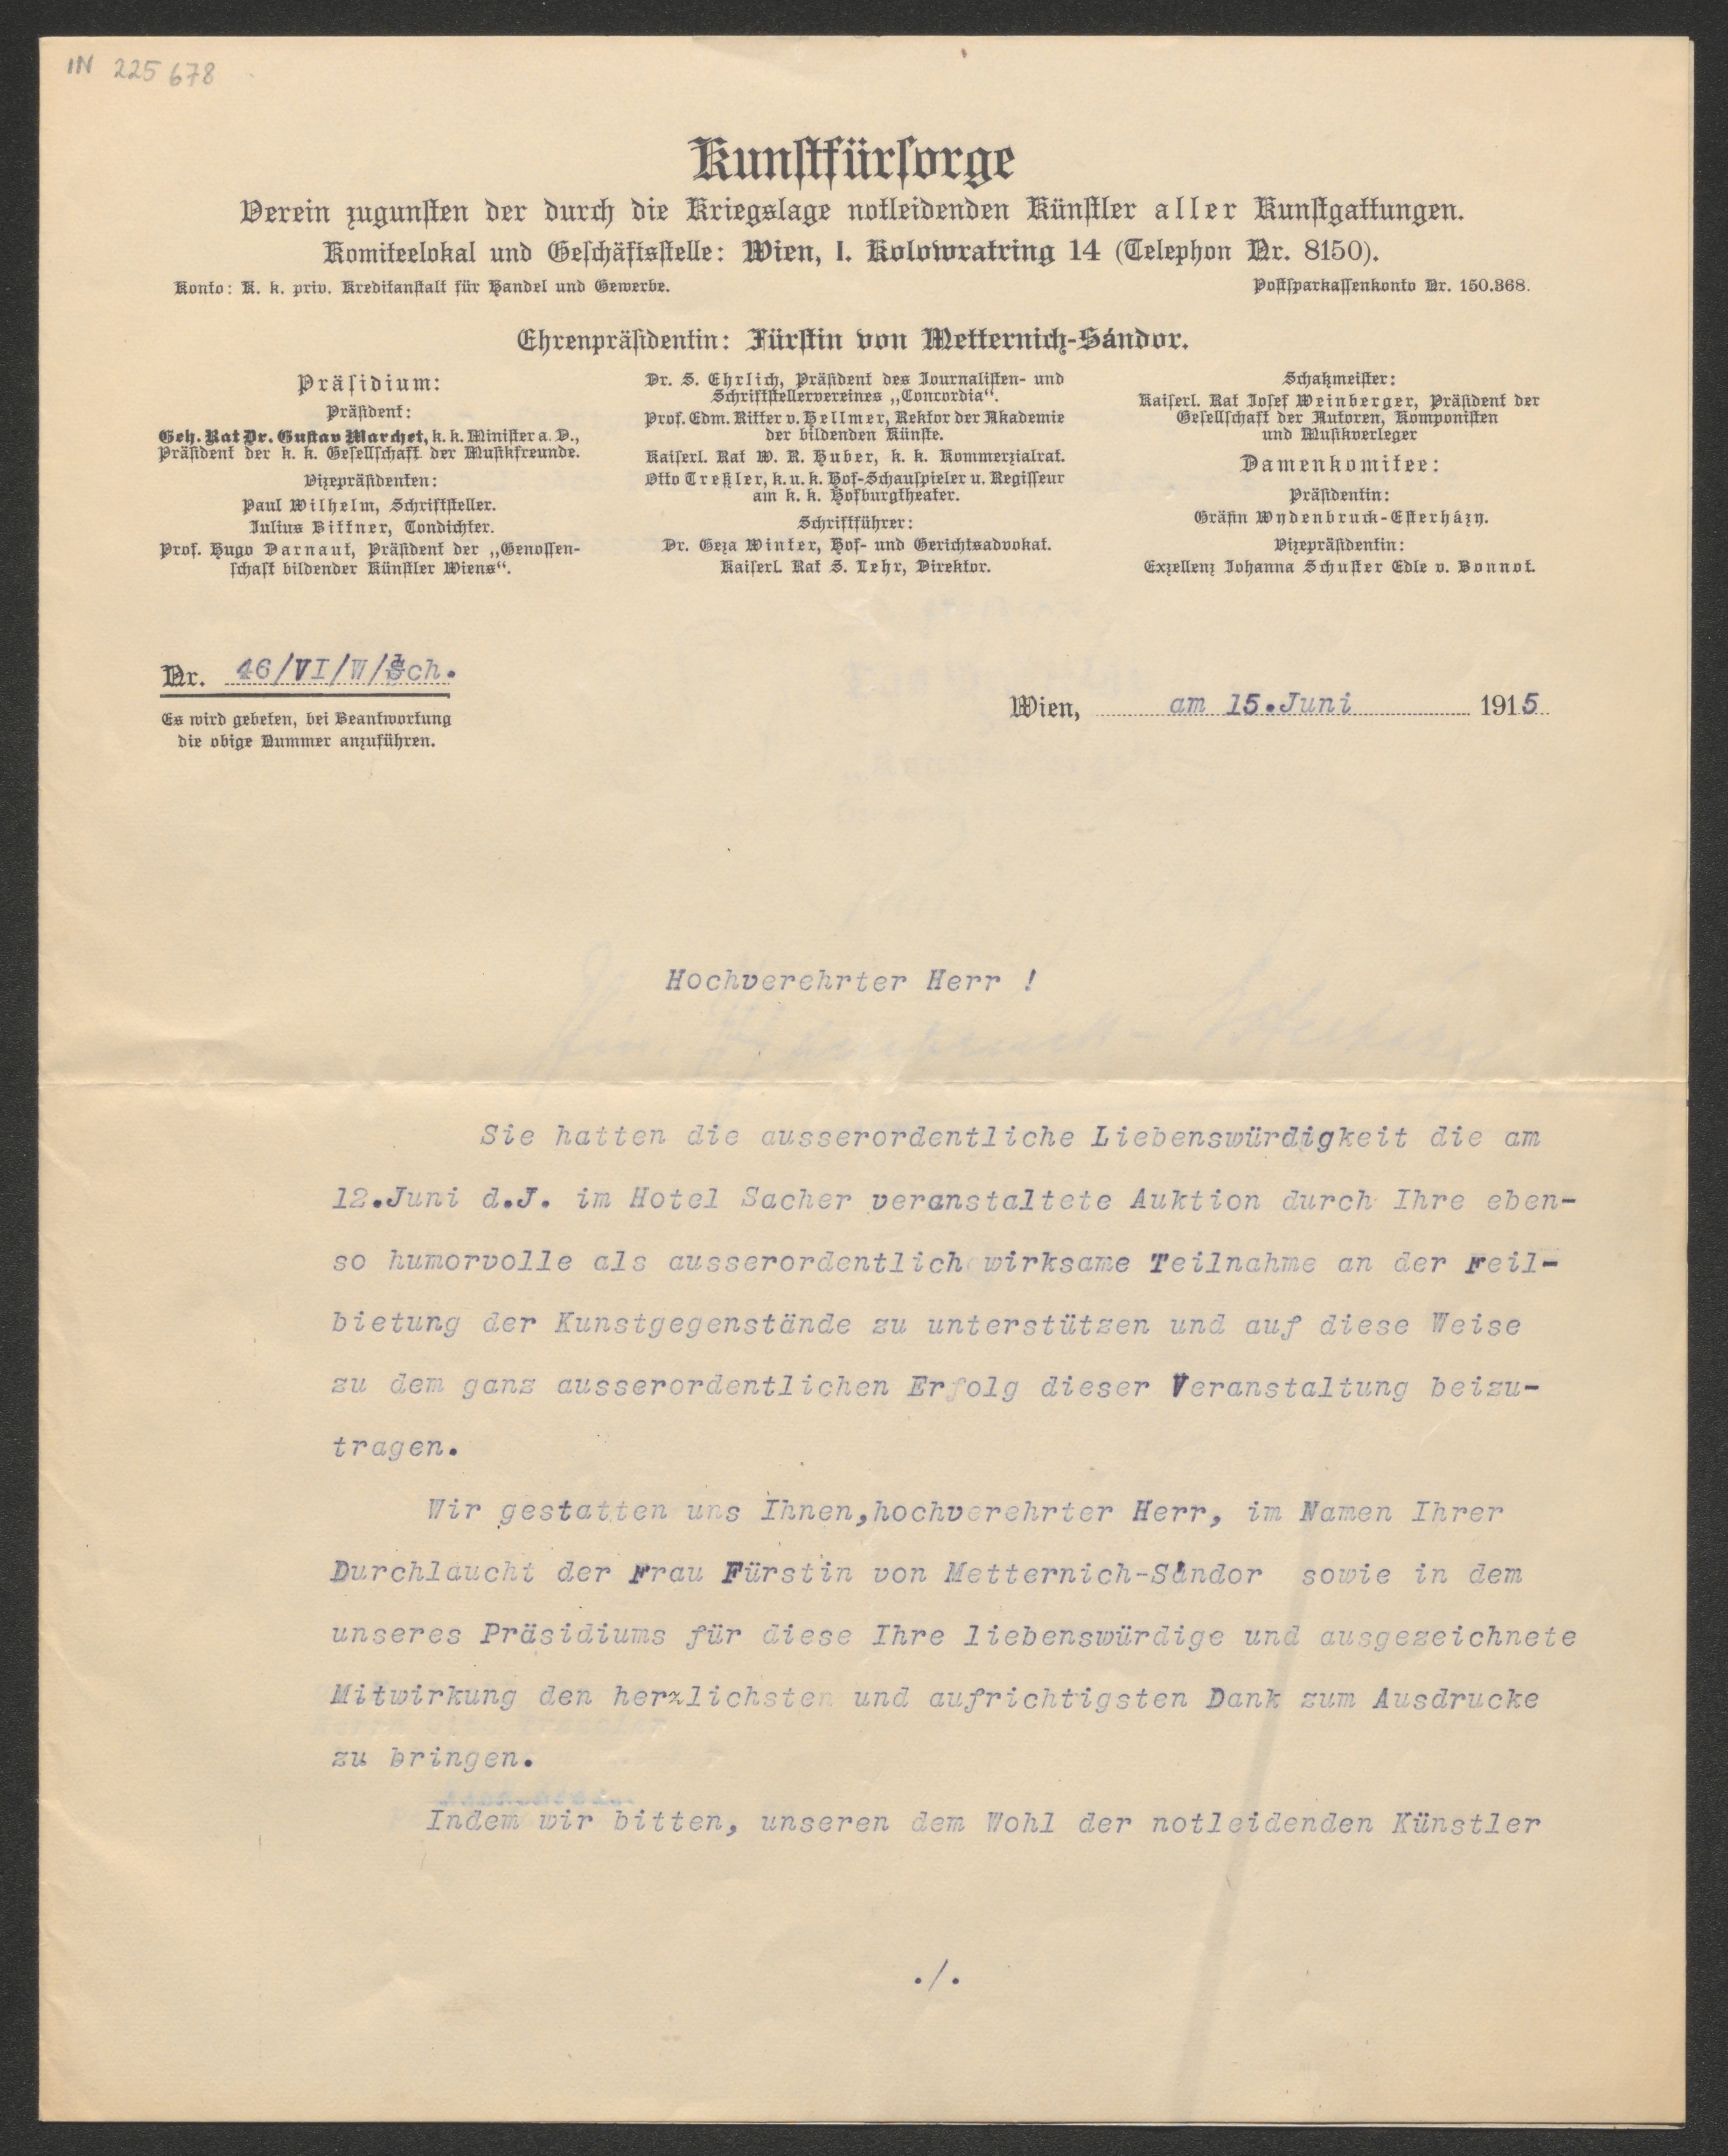 IN 225678
Kunstfürsorge
Verein zugunsten der durch die Kriegslage notleidenden Künstler aller Kunstgattungen.
Komiteelokal und Geschäftsstelle: Wien, I. Kolowratring 14 (Telephon Nr. 8150).
Konto: K. k. priv. Kreditanstalt für Handel und Gewerbe.
Postsparkassenkonto Nr. 150.368.
Ehrenpräsidentin: Fürstin von Metternich-Sándor.
Präsidium:
Präsident:
Geh. Rat Dr. Gustav Marchet, k. k. Minister a. D.,
Präsident der k. k. Gesellschaft der Musikfreunde.
Vizepräsidenten:
Paul Wilhelm, Schriftsteller.
Julius Bittner, Tondichter.
Prof. Hugo Darnaut, Präsident der „Genossen-
schaft bildender Künstler Wiens“.
Dr. S. Ehrlich, Präsident des Journalisten- und
Schriftstellervereines „Concordia“.
Prof. Edm. Ritter v. Hellmer, Rektor der Akademie
der bildenden Künste.
Kaiserl. Rat W. R. Huber, k. k. Kommerzialrat.
Otto Treßler, k. u. k. Hof-Schauspieler u. Regisseur
am k. k. Hofburgtheater.
Schriftführer:
Dr. Geza Winter, Hof- und Gerichtsadvokat.
Kaiserl. Rat S. Lehr, Direktor.
Schatzmeister:
Kaiserl. Rat Josef Weinberger, Präsident der
Gesellschaft der Autoren, Komponisten
und Musikverleger
Damenkomitee:
Präsidentin:
Gräfin Wydenbruck-Esterházy.
Vizepräsidentin:
Exzellenz Johanna Schuster Edle v. Bonnot.
Nr. 46/VI/W/Sch.
Es wird gebeten, bei Beantwortung
die obige Nummer anzuführen.
Wien, am 15.Juni 1915
Hochverehrter Herr !
Sie hatten die ausserordentliche Liebenswürdigkeit die am
12.Juni d.J. im Hotel Sacher veranstaltete Auktion durch Ihre eben-
so humorvolle als ausserordentlich wirksame Teilnahme an der Feil-
bietung der Kunstgegenstände zu unterstützen und auf diese Weise
zu dem ganz ausserordentlichen Erfolg dieser Veranstaltung beizu-
tragen.
Wir gestatten uns Ihnen,hochverehrter Herr, im Namen Ihrer
Durchlaucht der Frau Fürstin von Metternich-Sándor sowie in dem
unseres Präsidiums für diese Ihre liebenswürdige und ausgezeichnete
Mitwirkung den herzlichsten und aufrichtigsten Dank zum Ausdrucke
zu bringen.
Indem wir bitten, unseren dem Wohl der notleidenden Künstler
./.